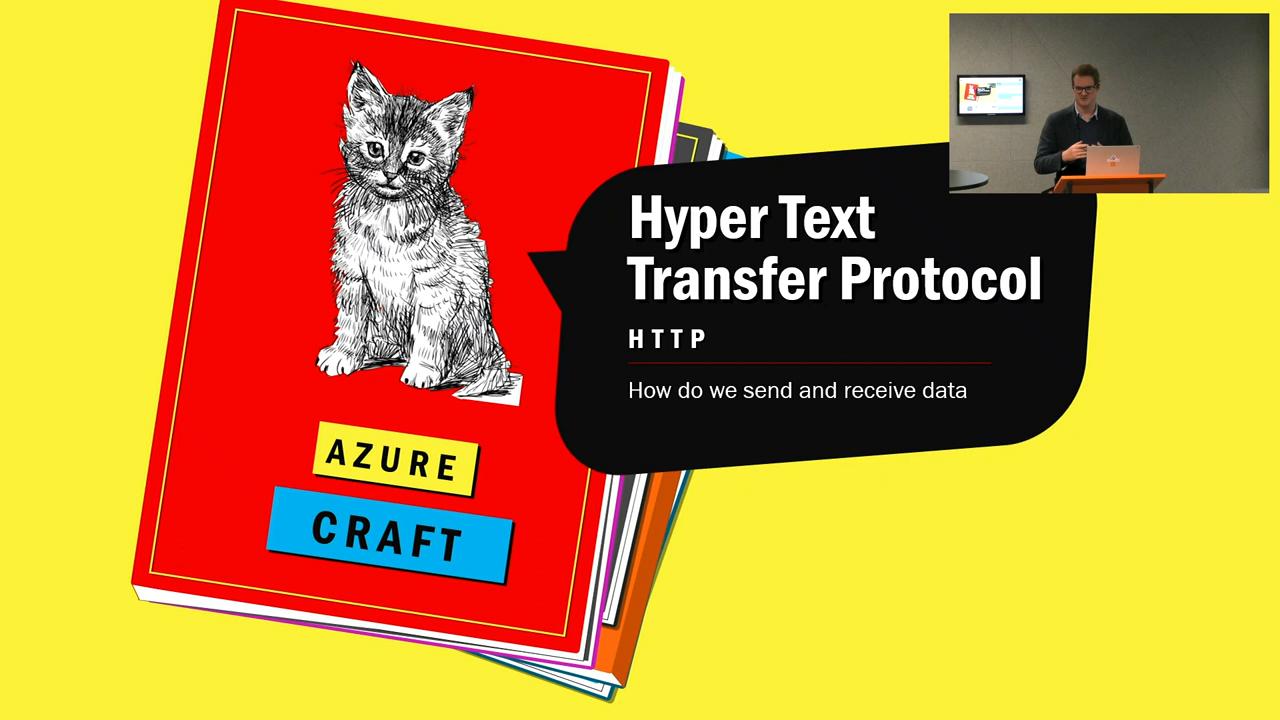 Hyper Text
Transfer Protocol
HTTP
How do we send and receive data
AZURE
CRAFT